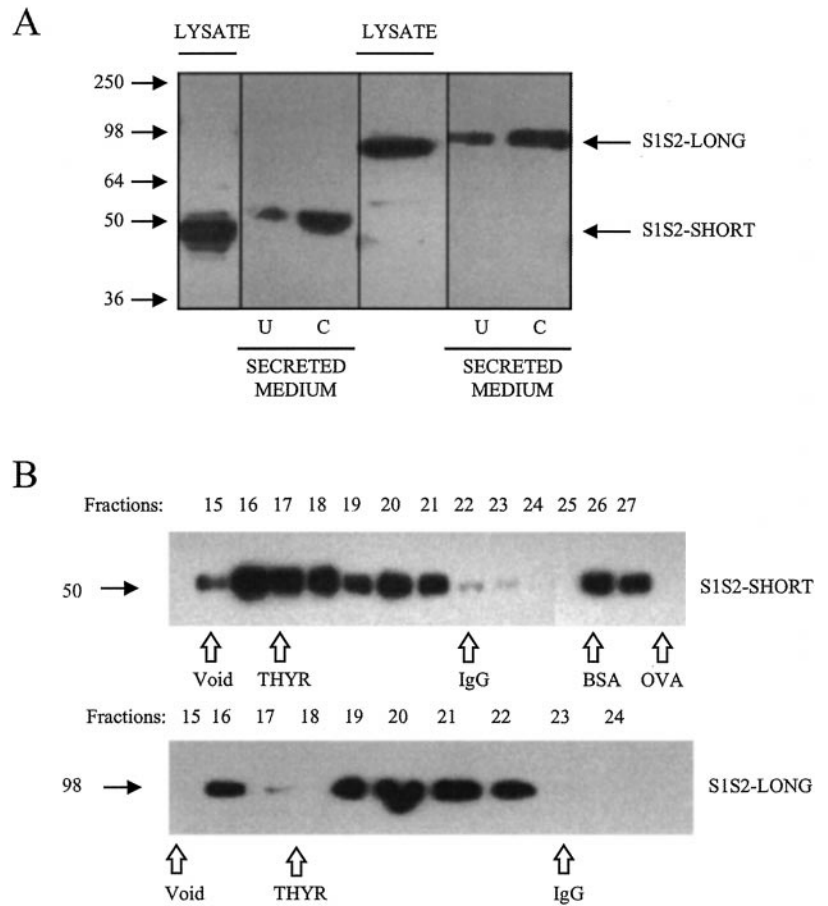 A
LYSATE LYSATE
250
98
S1S2-LONG
64
50
S1S2-SHORT
36
U C U C
SECRETED MEDIUM SECRETED MEDIUM
B
Fractions: 15 16 17 18 19 20 21 22 23 24 25 26 27
50 S1S2-SHORT
Void THYR IgG BSA OVA
Fractions: 15 16 17 18 19 20 21 22 23 24
98 S1S2-LONG
Void THYR IgG